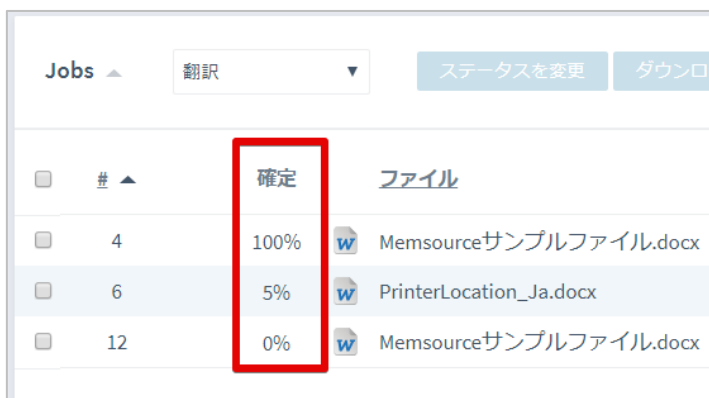 Jobs 翻訳 ▼ ステータスを変更 ダウンロ
# 確定 ファイル
4 100% W Memsourceサンプルファイル.docx
6 5% W PrinterLocation_Ja.docx
12 0% W Memsourceサンプルファイル.docx